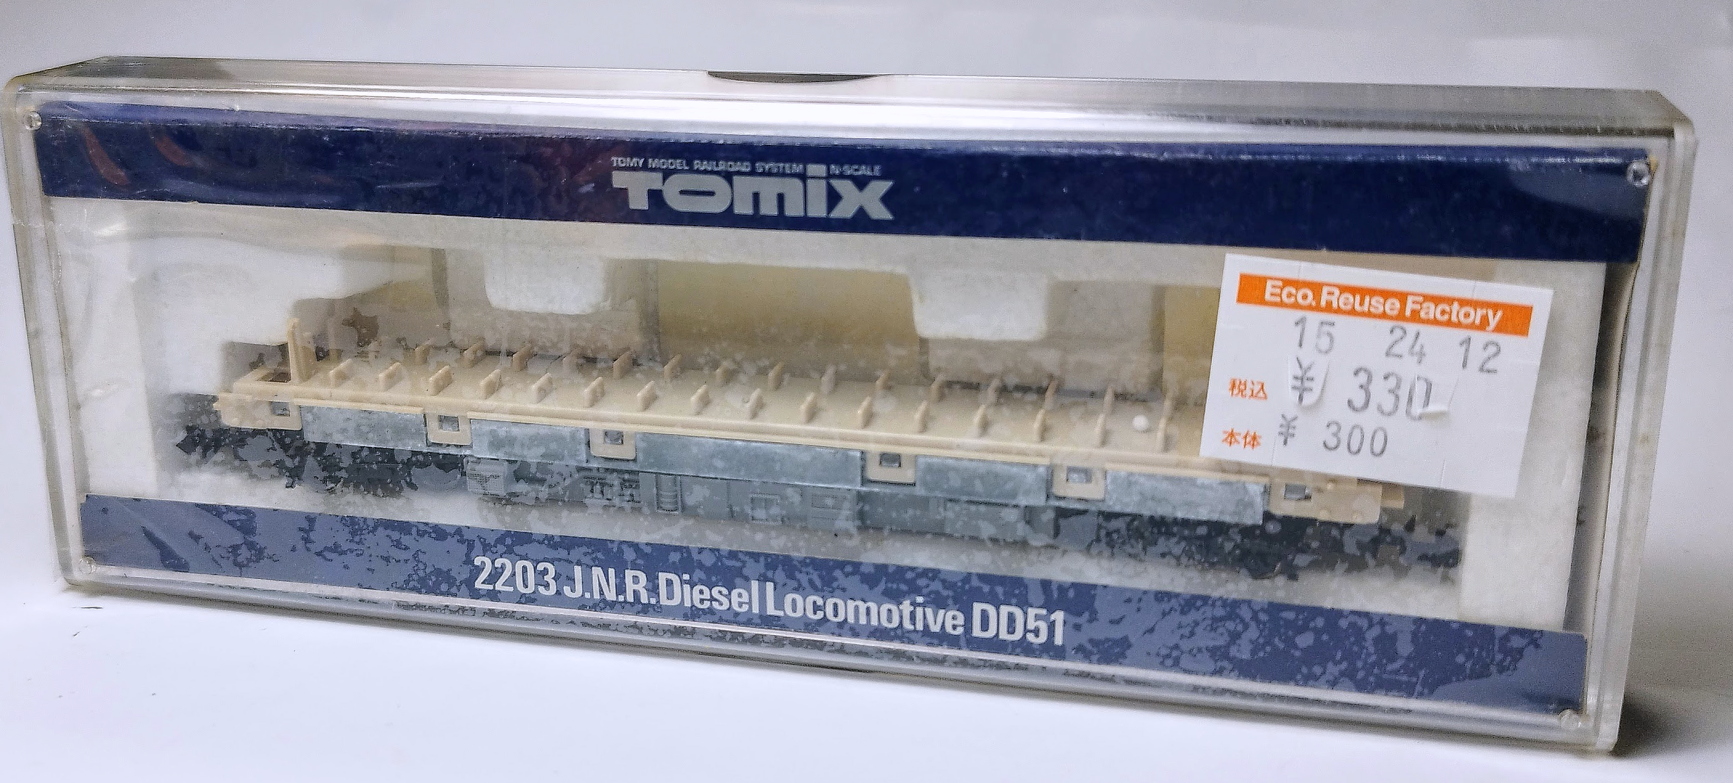 TOMY MODEL RAILROAD SYSTEM N-SCALE
TOMIX
Eco.Reuse Factory
15 24 12
税込 ¥ 330
本体 ¥ 300
2203 J.N.R.Diesel Locomotive DD51